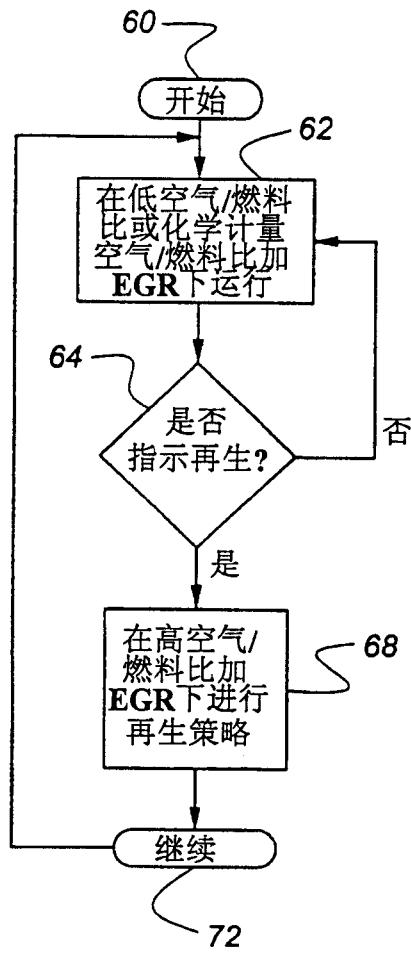 60
开始
62
在低空气/燃料
比或化学计量
空气/燃料比加
EGR下运行
64
是否
指示再生?
否
是
在高空气/
燃料比加
EGR下进行
再生策略
68
继续
72